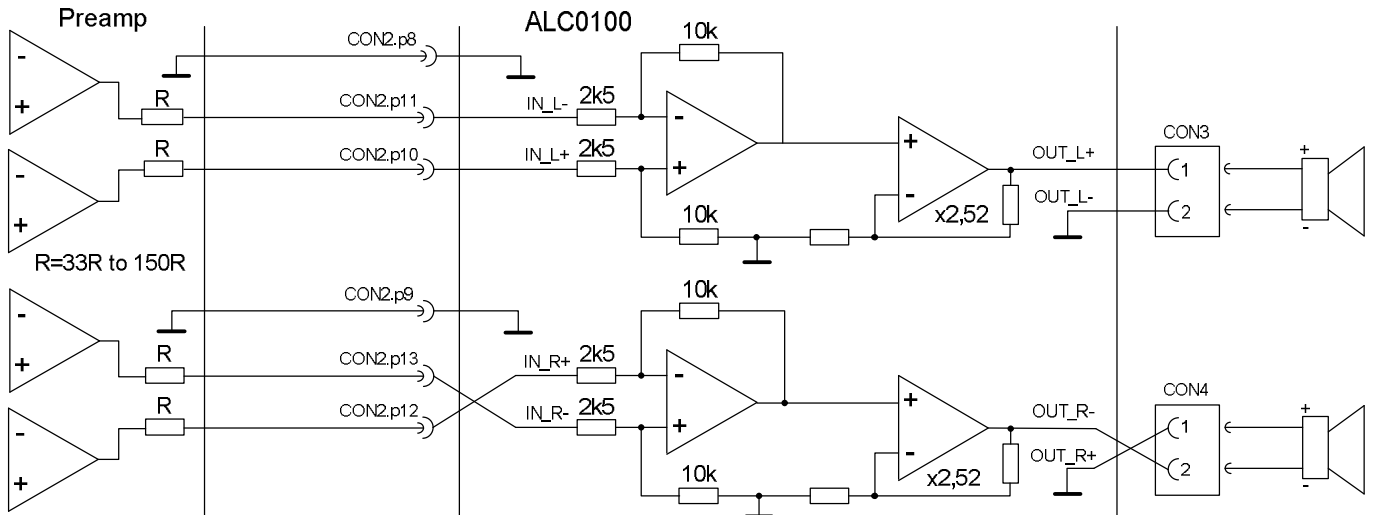 Preamp
ALC0100
CON2.p8
10k
-
+
R
CON2.p11
IN_L-
2k5
-
+
CON3
R
CON2.p10
IN_L+
2k5
+
-
x2,52
OUT_L+
OUT_L-
1
2
+
-
-
+
10k
R=33R to 150R
CON2.p9
10k
-
+
R
CON2.p13
IN_R+
2k5
-
+
CON4
R
CON2.p12
IN_R-
2k5
+
-
x2,52
OUT_R-
OUT_R+
1
2
+
-
-
+
10k